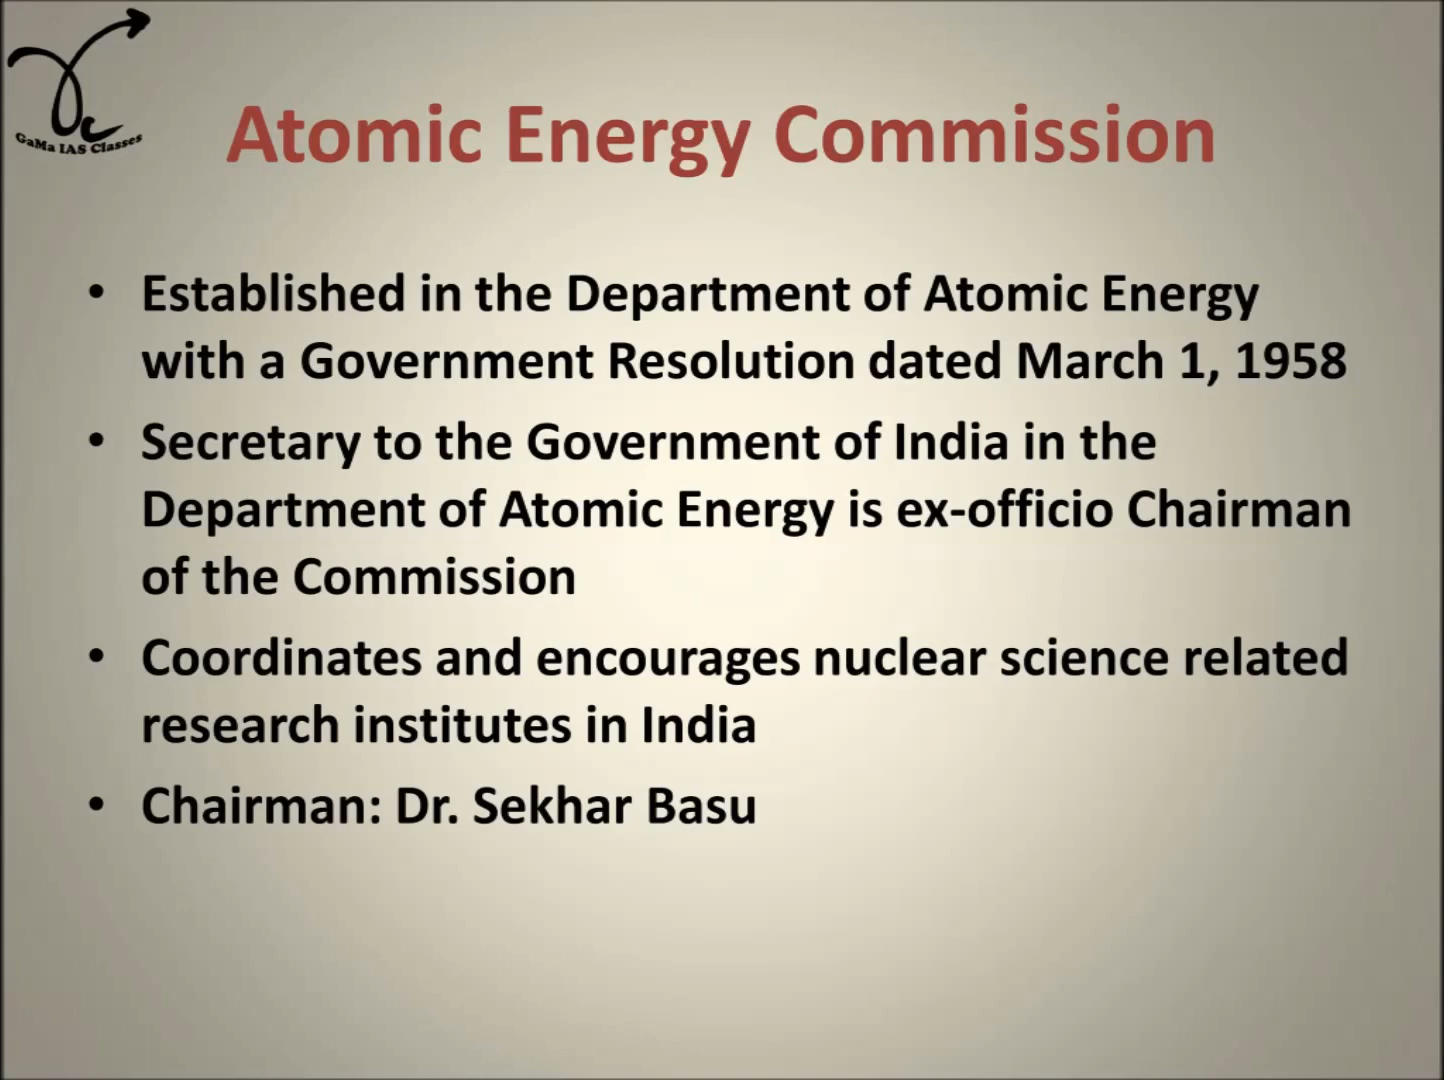 GaMa IAS Classes
Atomic Energy Commission
• Established in the Department of Atomic Energy
with a Government Resolution dated March 1, 1958
• Secretary to the Government of India in the
Department of Atomic Energy is ex-officio Chairman
of the Commission
• Coordinates and encourages nuclear science related
research institutes in India
• Chairman: Dr. Sekhar Basu